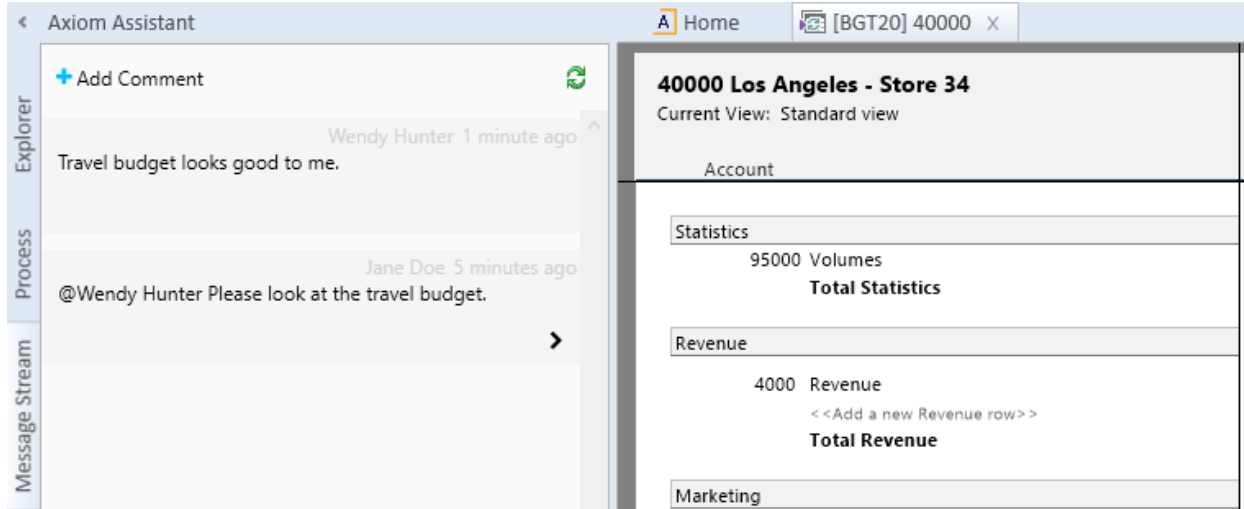 Axiom Assistant
Explorer
Process
Message Stream
Add Comment
Wendy Hunter 1 minute ago
Travel budget looks good to me.
Jane Doe 5 minutes ago
@Wendy Hunter Please look at the travel budget.
A Home
[BGT20] 40000
40000 Los Angeles - Store 34
Current View: Standard view
Account
Statistics
95000 Volumes
Total Statistics
Revenue
4000 Revenue
<<Add a new Revenue row>>
Total Revenue
Marketing